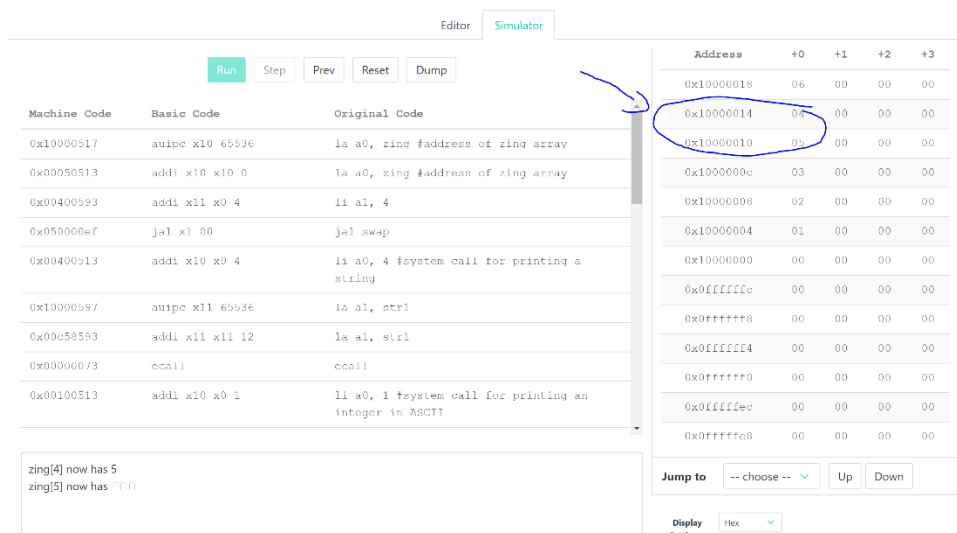 Editor Simulator
Run Step Prev Reset Dump
Machine Code Basic Code Original Code
0x10000517 auipc x10 65536 la a0, zing #address of zing array
0x00050513 addi x10 x10 0 la a0, zing #address of zing array
0x00400593 addi x11 x0 4 li a1, 4
0x050000ef jal x1 80 jal swap
0x00400513 addi x10 x0 4 li a0, 4 #system call for printing a
string
0x10000597 auipc x11 65536 la a1, str1
0x00c58593 addi x11 x11 12 la a1, str1
0x00000073 ecall ecall
0x00100513 addi x10 x0 1 li a0, 1 #system call for printing an
integer in ASCII
zing[4] now has 5
zing[5] now has
Address +0 +1 +2 +3
0x10000018 06 00 00 00
0x10000014 04 00 00 00
0x10000010 05 00 00 00
0x1000000c 03 00 00 00
0x10000008 02 00 00 00
0x10000004 01 00 00 00
0x10000000 00 00 00 00
0x0ffffffc 00 00 00 00
0x0ffffff8 00 00 00 00
0x0ffffff4 00 00 00 00
0x0ffffff0 00 00 00 00
0x0fffffec 00 00 00 00
0x0fffffe8 00 00 00 00
Jump to -- choose -- Up Down
Display Hex